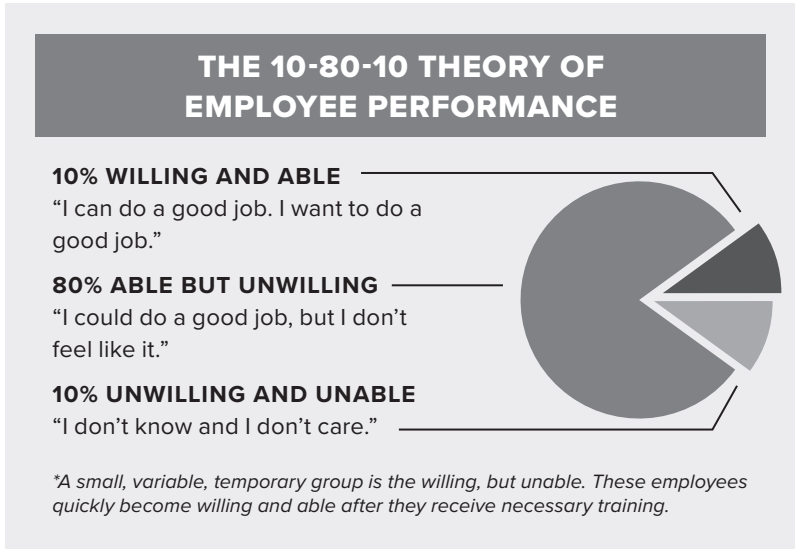 THE 10-80-10 THEORY OF
EMPLOYEE PERFORMANCE
10% WILLING AND ABLE
“I can do a good job. I want to do a
good job.”
80% ABLE BUT UNWILLING
“I could do a good job, but I don’t
feel like it.”
10% UNWILLING AND UNABLE
“I don’t know and I don’t care.”
*A small, variable, temporary group is the willing, but unable. These employees
quickly become willing and able after they receive necessary training.